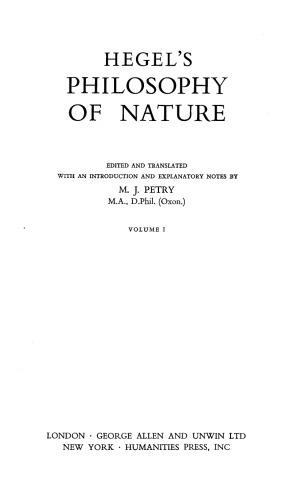 HEGEL'S
PHILOSOPHY
OF NATURE
EDITED AND TRANSLATED
WITH AN INTRODUCTION AND EXPLANATORY NOTES BY
M. J. PETRY
M.A., D.Phil. (Oxon.)
VOLUME I
LONDON · GEORGE ALLEN AND UNWIN LTD
NEW YORK · HUMANITIES PRESS, INC